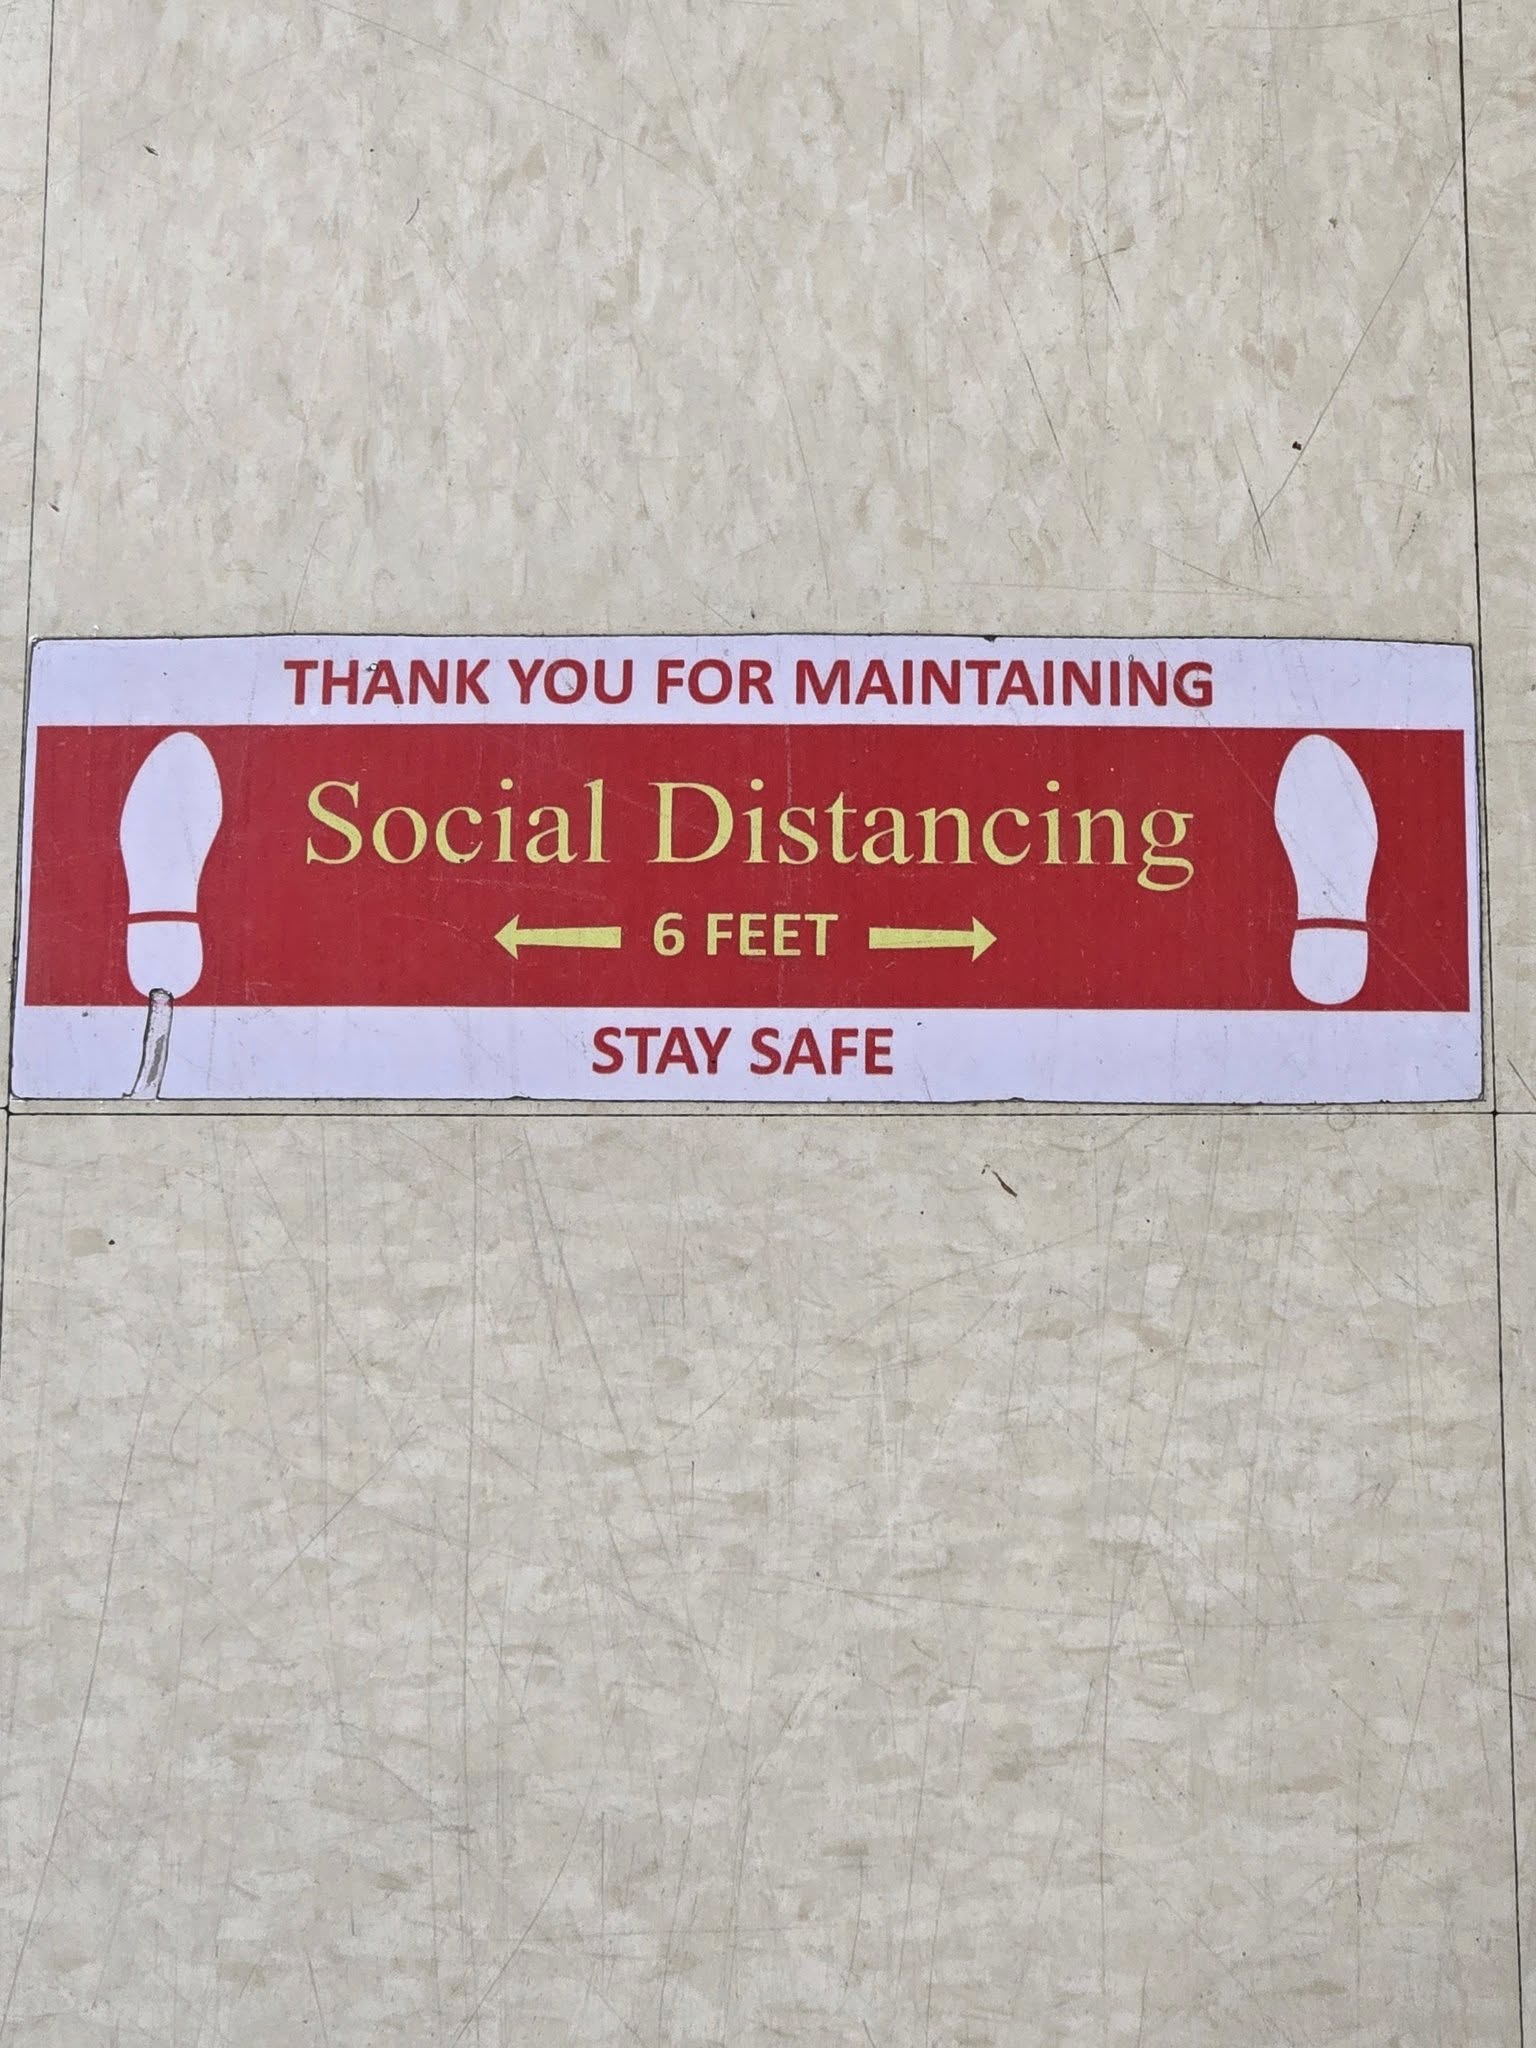 THANK YOU FOR MAINTAINING
Social Distancing
6 FEET
STAY SAFE